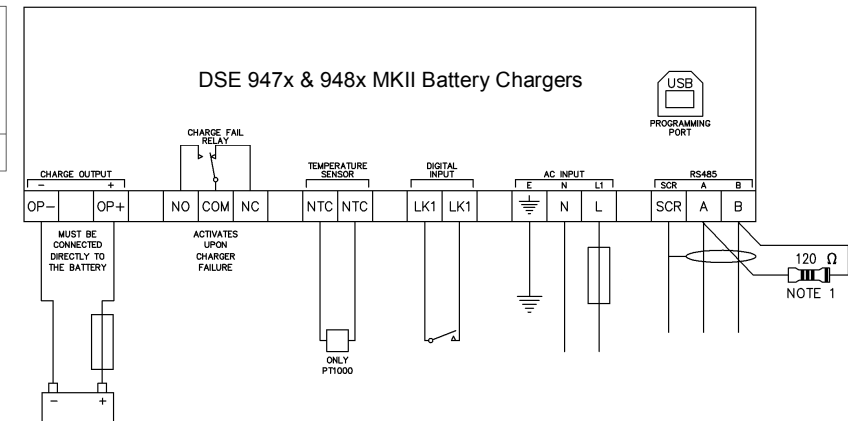 DSE 947x & 948x MKII Battery Chargers
USB
PROGRAMMING
PORT
CHARGE FAIL
RELAY
CHARGE OUTPUT
- +
TEMPERATURE
SENSOR
DIGITAL
INPUT
AC INPUT
E N L1
RS485
SCR A B
OP- OP+ NO COM NC NTC NTC LK1 LK1 N L SCR A B
MUST BE
CONNECTED
DIRECTLY TO
THE BATTERY
ACTIVATES
UPON
CHARGER
FAILURE
120 Ω
NOTE 1
ONLY
PT1000
- +